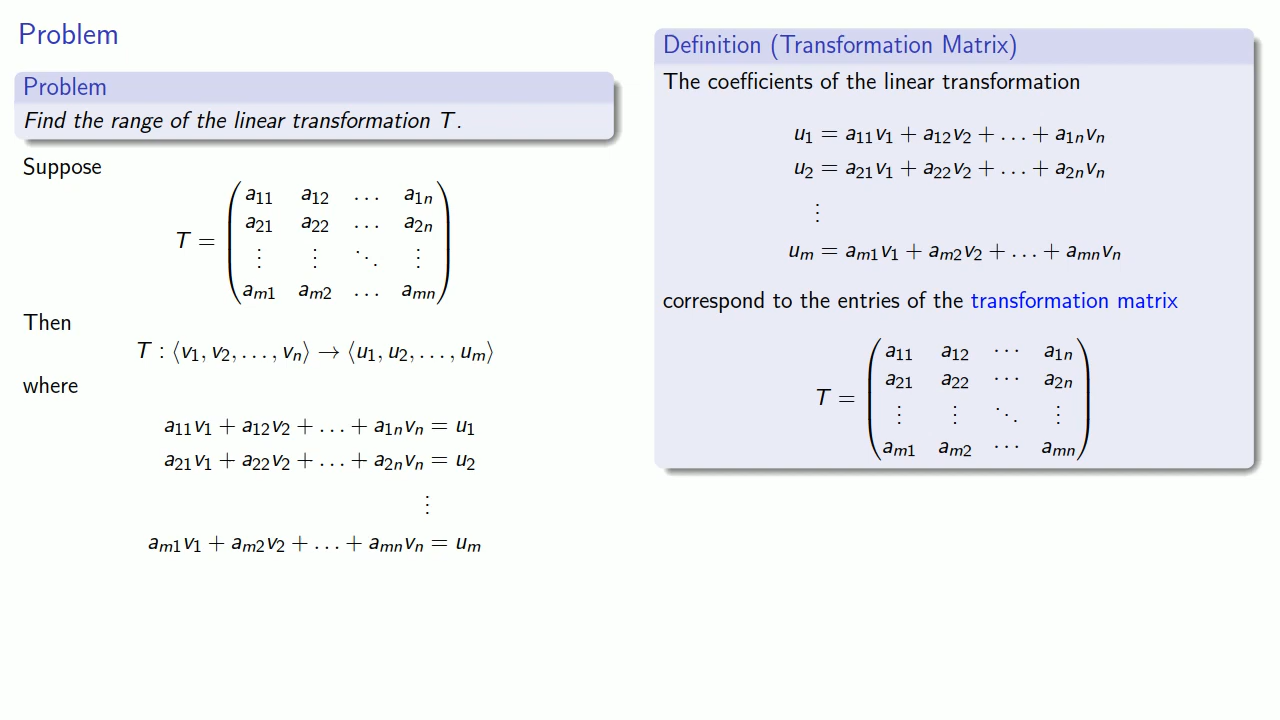 Problem
Problem
Find the range of the linear transformation T.
Suppose
T = ( a11 a12 … a1n
a21 a22 … a2n
⋮ ⋮ ⋱ ⋮
am1 am2 … amn )
Then
T : ⟨v1, v2, …, vn⟩ → ⟨u1, u2, …, um⟩
where
a11v1 + a12v2 + … + a1nvn = u1
a21v1 + a22v2 + … + a2nvn = u2
⋮
am1v1 + am2v2 + … + amnvn = um
Definition (Transformation Matrix)
The coefficients of the linear transformation
u1 = a11v1 + a12v2 + … + a1nvn
u2 = a21v1 + a22v2 + … + a2nvn
⋮
um = am1v1 + am2v2 + … + amnvn
correspond to the entries of the transformation matrix
T = ( a11 a12 ⋯ a1n
a21 a22 ⋯ a2n
⋮ ⋮ ⋱ ⋮
am1 am2 ⋯ amn )